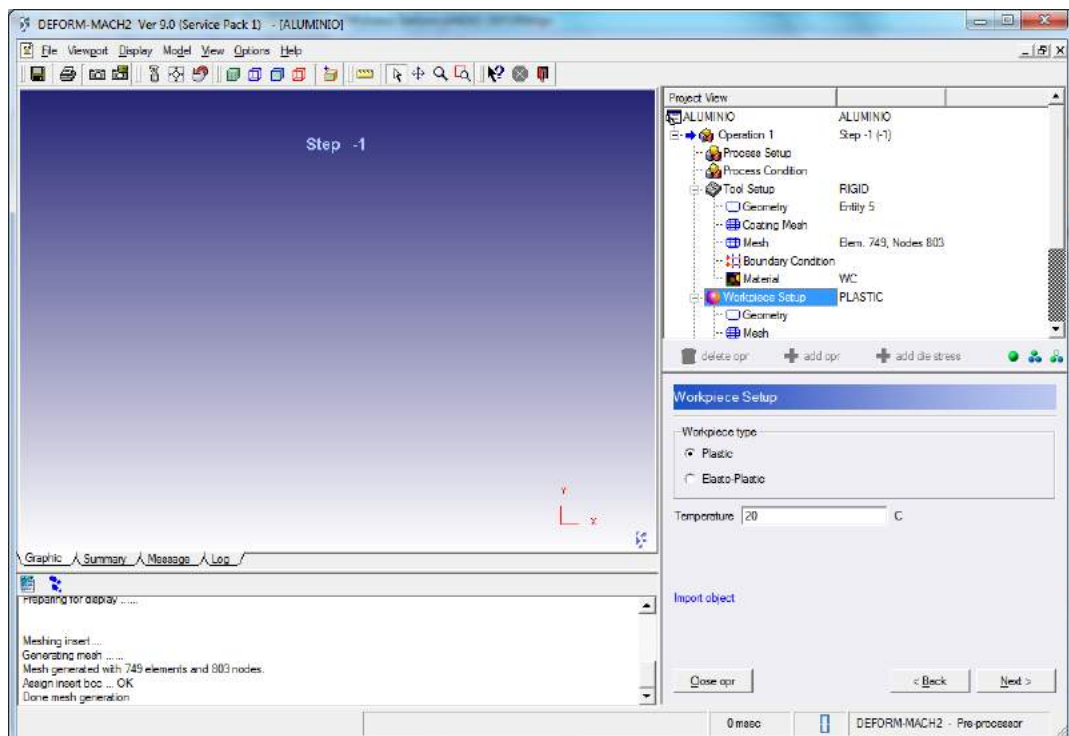 DEFORM-MACH2 Ver 9.0 (Service Pack 1) - [ALUMINIO]
File Viewport Display Model View Options Help
Step -1
Y
X
Graphic Summary Message Log
Preparing for display ......
Meshing insert ...
Generating mesh ......
Mesh generated with 749 elements and 803 nodes.
Assign insert bcc ... OK
Done mesh generation
Project View
ALUMINIO ALUMINIO
Operation 1 Step -1 (-1)
Process Setup
Process Condition
Tool Setup RIGID
Geometry Entity 5
Coating Mesh
Mesh Elem. 749, Nodes 803
Boundary Condition
Material WC
Workpiece Setup PLASTIC
Geometry
Mesh
delete opr add opr add die stress
Workpiece Setup
Workpiece type
Plastic
Elasto-Plastic
Temperature 20 C
Import object
Close opr < Back Next >
0 msec DEFORM-MACH2 - Pre-processor